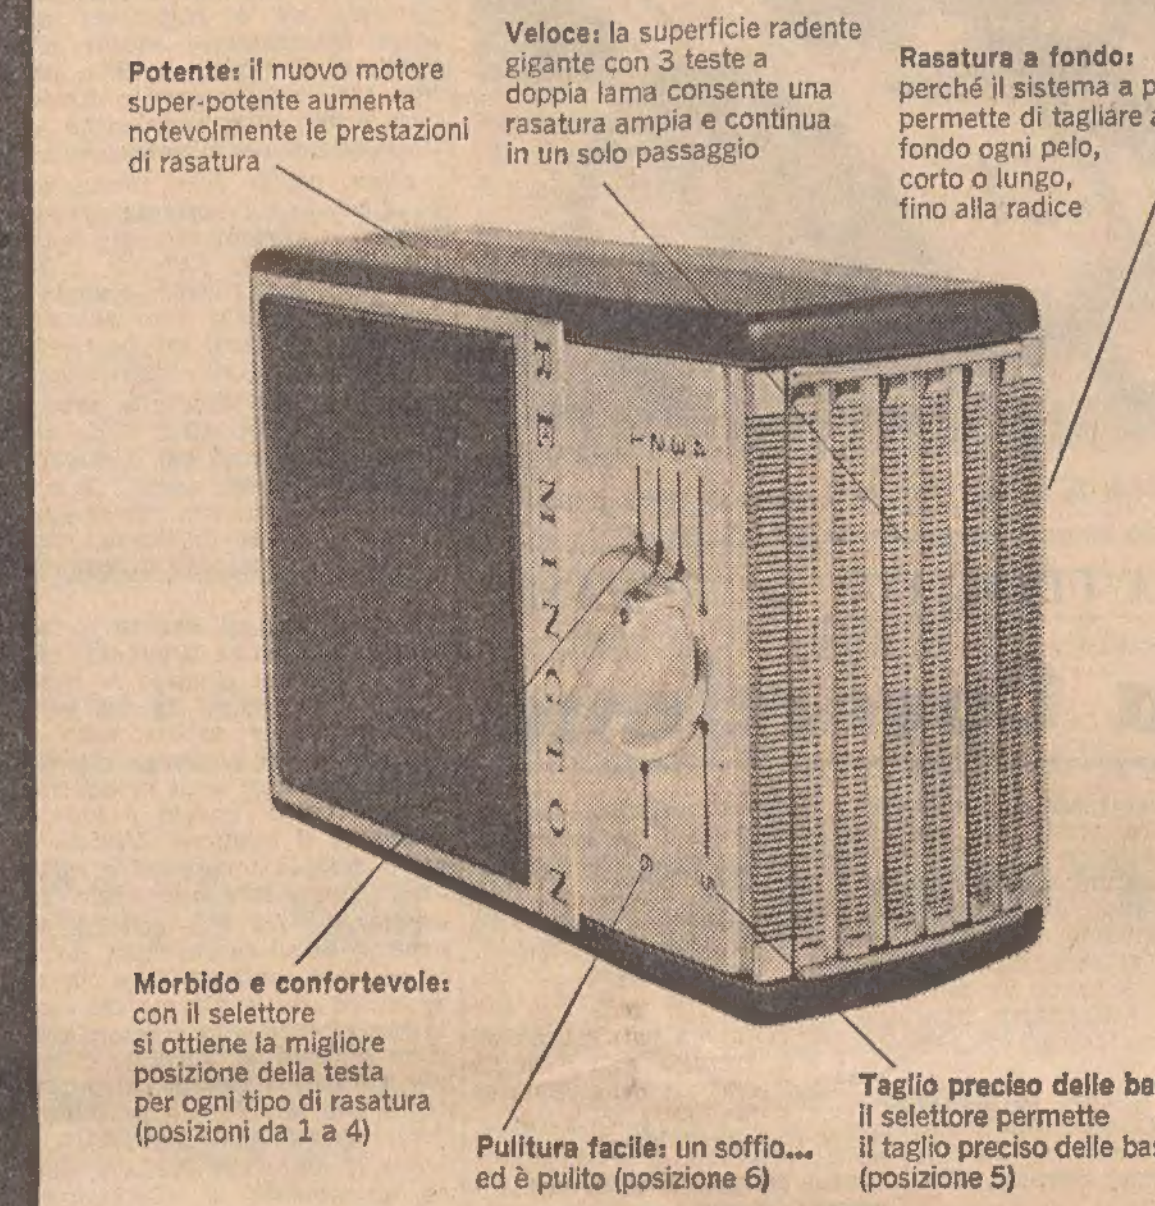 Potente: il nuovo motore
super-potente aumenta
notevolmente le prestazioni
di rasatura
Veloce: la superficie radente
gigante con 3 teste a
doppia lama consente una
rasatura ampia e continua
in un solo passaggio
Rasatura a fondo:
perché il sistema a
permette di tagliare
fondo ogni pelo,
corto o lungo,
fino alla radice
REMINGTON
1 2 3 4
6 5
Morbido e confortevole:
con il selettore
si ottiene la migliore
posizione della testa
per ogni tipo di rasatura
(posizioni da 1 a 4)
Pulitura facile: un soffio...
ed è pulito (posizione 6)
Taglio preciso delle
il selettore permette
il taglio preciso delle
(posizione 5)